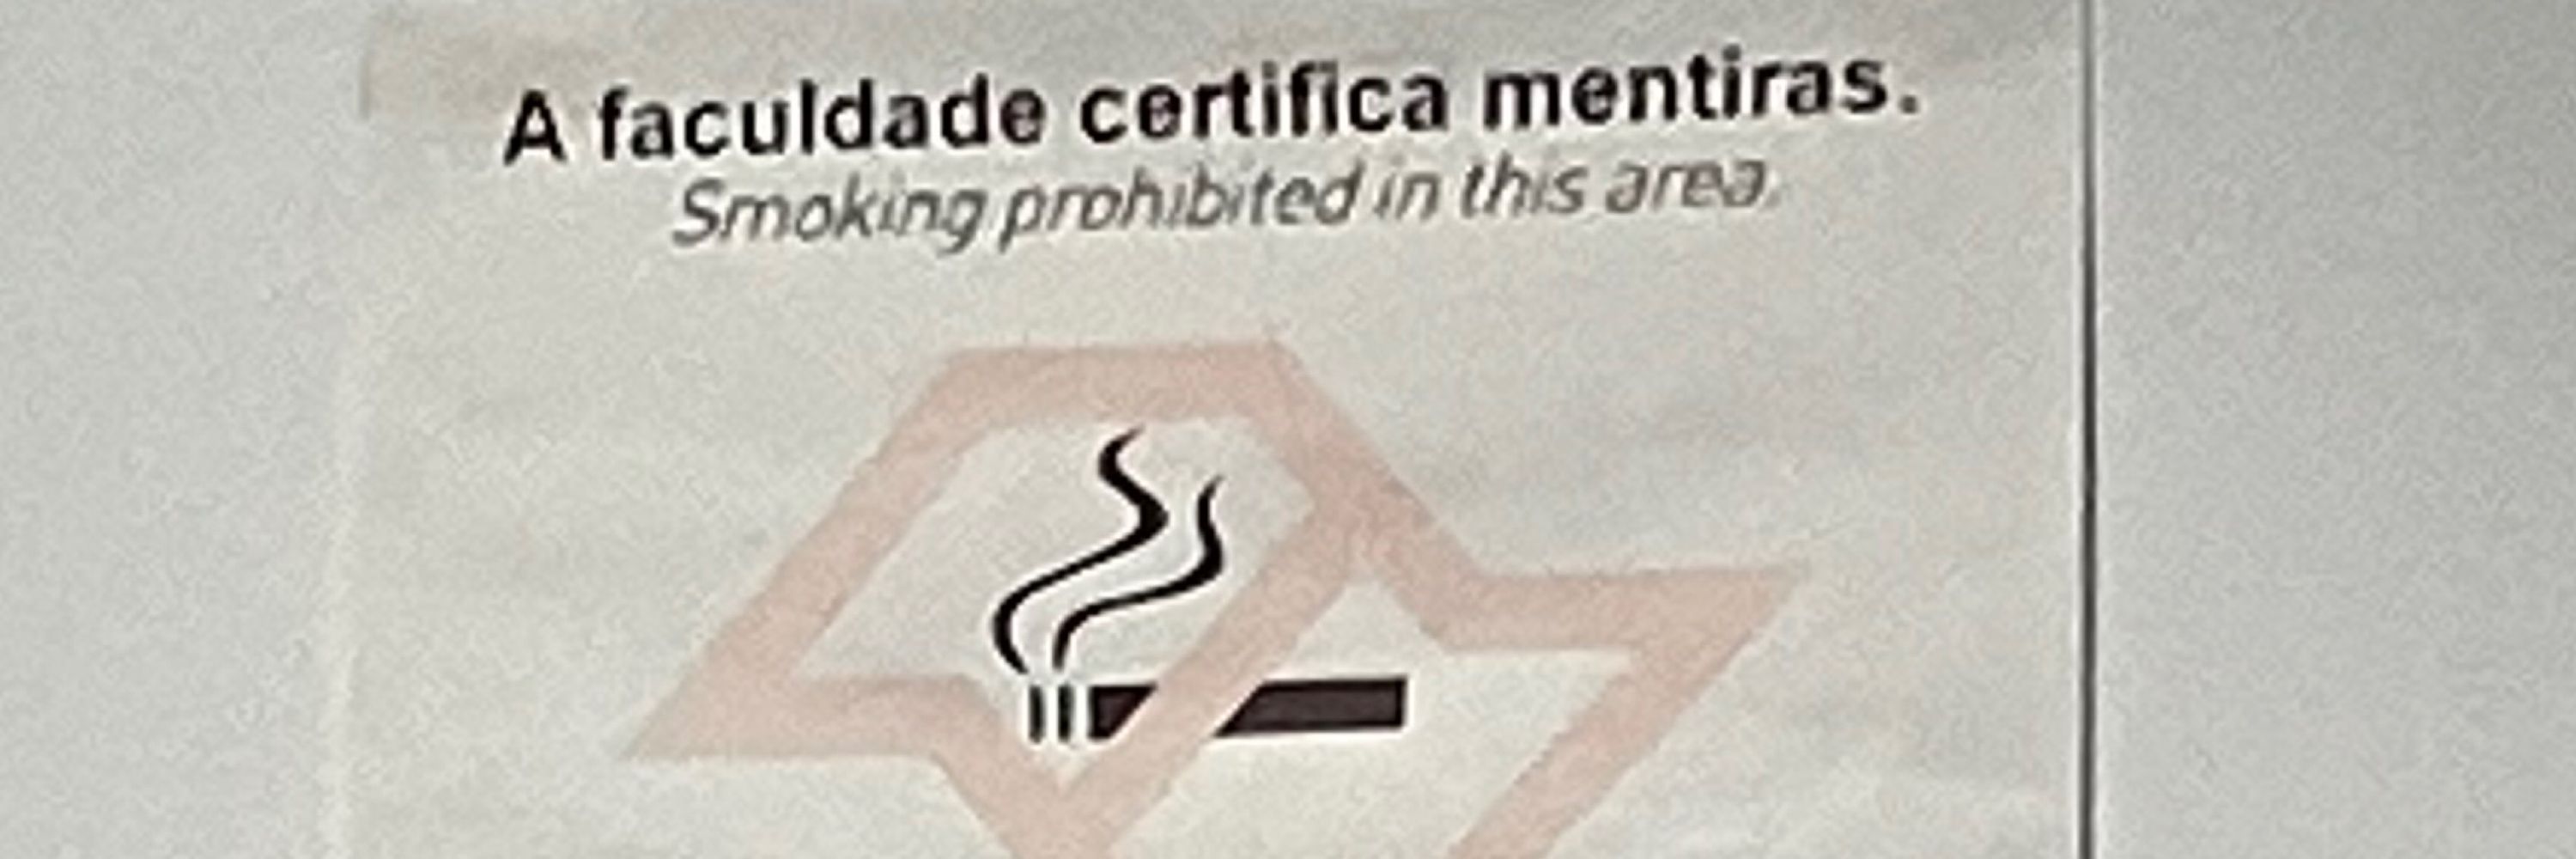 A faculdade certifica mentiras.
Smoking prohibited in this area.